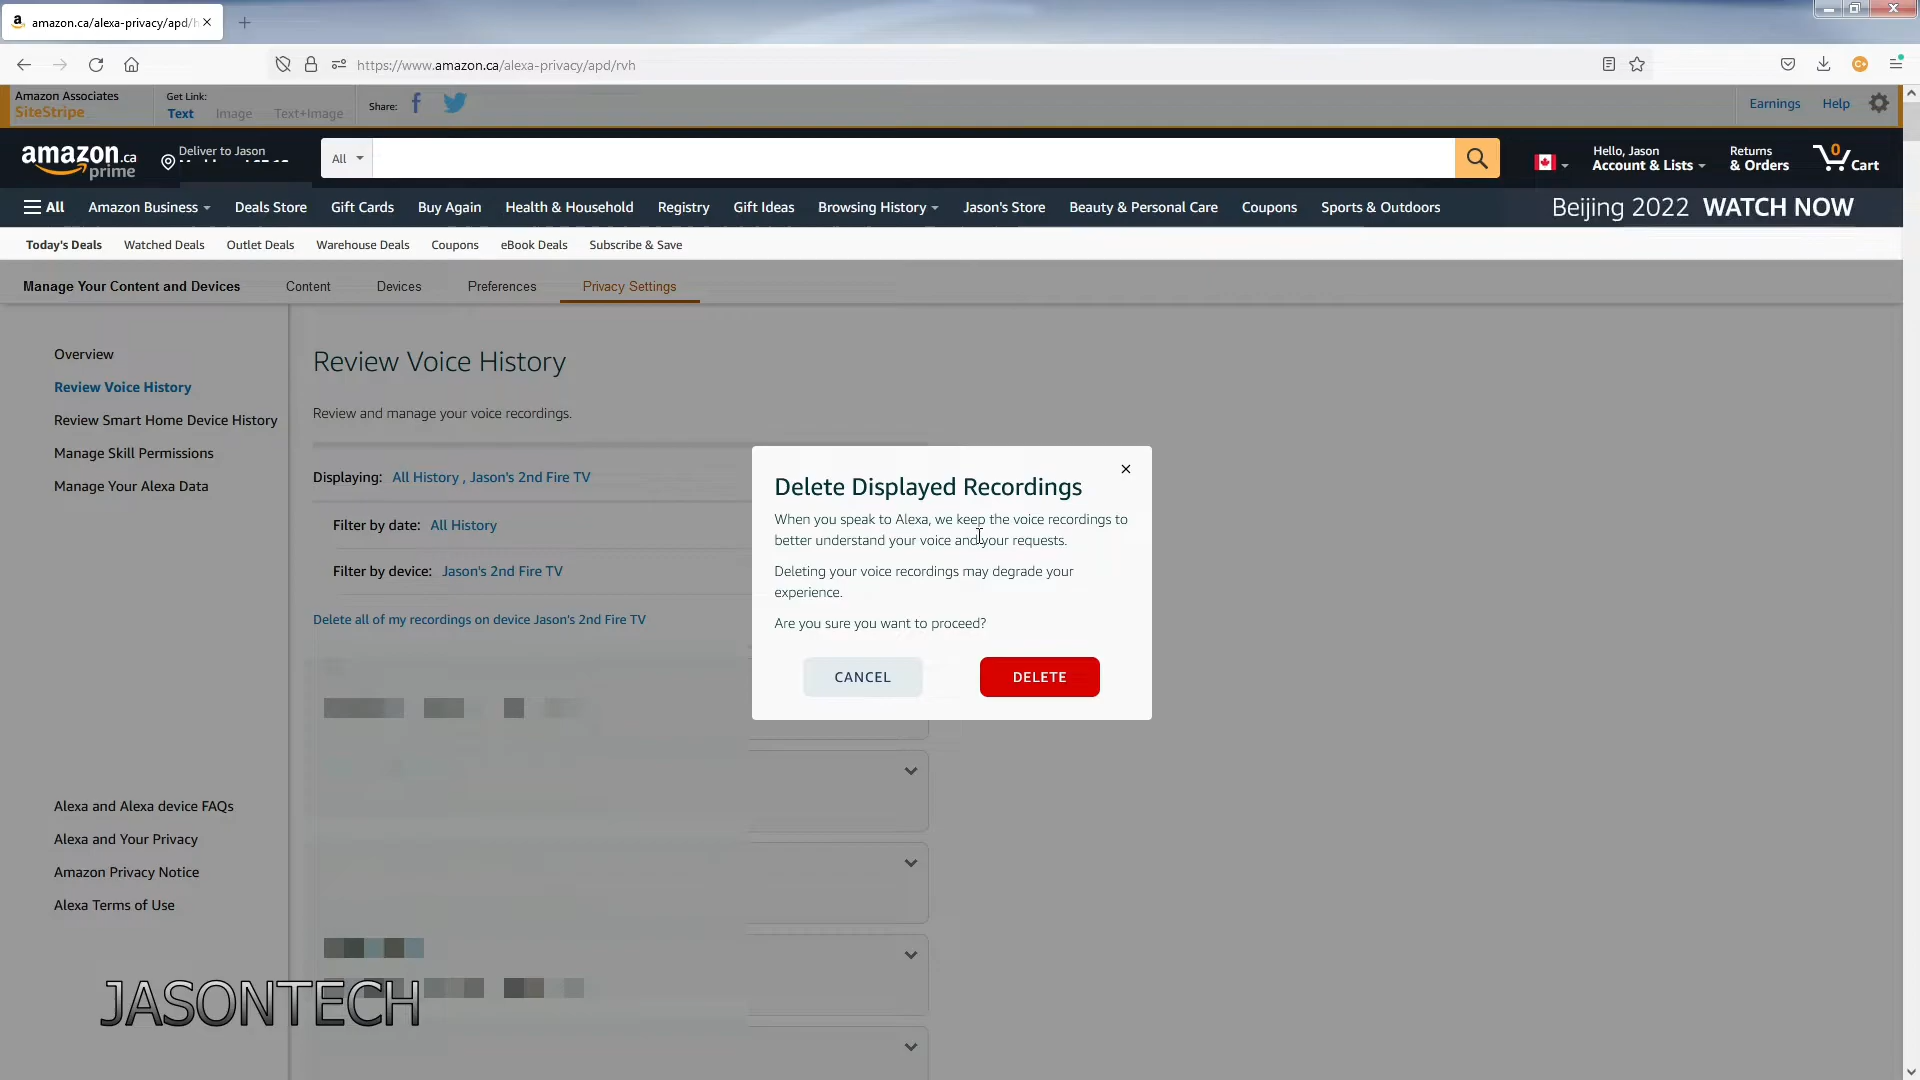 amazon.ca/alexa-privacy/apd/
https://www.amazon.ca/alexa-privacy/apd/rvh
Amazon Associates
SiteStripe
Get Link:
Text Image Text+Image
Share:
Earnings Help
amazon.ca
prime
Deliver to Jason
All
Hello, Jason
Account & Lists
Returns
& Orders
0
Cart
All Amazon Business Deals Store Gift Cards Buy Again Health & Household Registry Gift Ideas Browsing History Jason's Store Beauty & Personal Care Coupons Sports & Outdoors
Beijing 2022 WATCH NOW
Today's Deals Watched Deals Outlet Deals Warehouse Deals Coupons eBook Deals Subscribe & Save
Manage Your Content and Devices Content Devices Preferences Privacy Settings
Overview
Review Voice History
Review Smart Home Device History
Manage Skill Permissions
Manage Your Alexa Data
Alexa and Alexa device FAQs
Alexa and Your Privacy
Amazon Privacy Notice
Alexa Terms of Use
Review Voice History
Review and manage your voice recordings.
Displaying: All History , Jason's 2nd Fire TV
Filter by date: All History
Filter by device: Jason's 2nd Fire TV
Delete all of my recordings on device Jason's 2nd Fire TV
Delete Displayed Recordings
When you speak to Alexa, we keep the voice recordings to
better understand your voice and your requests.
Deleting your voice recordings may degrade your
experience.
Are you sure you want to proceed?
CANCEL DELETE
JASONTECH